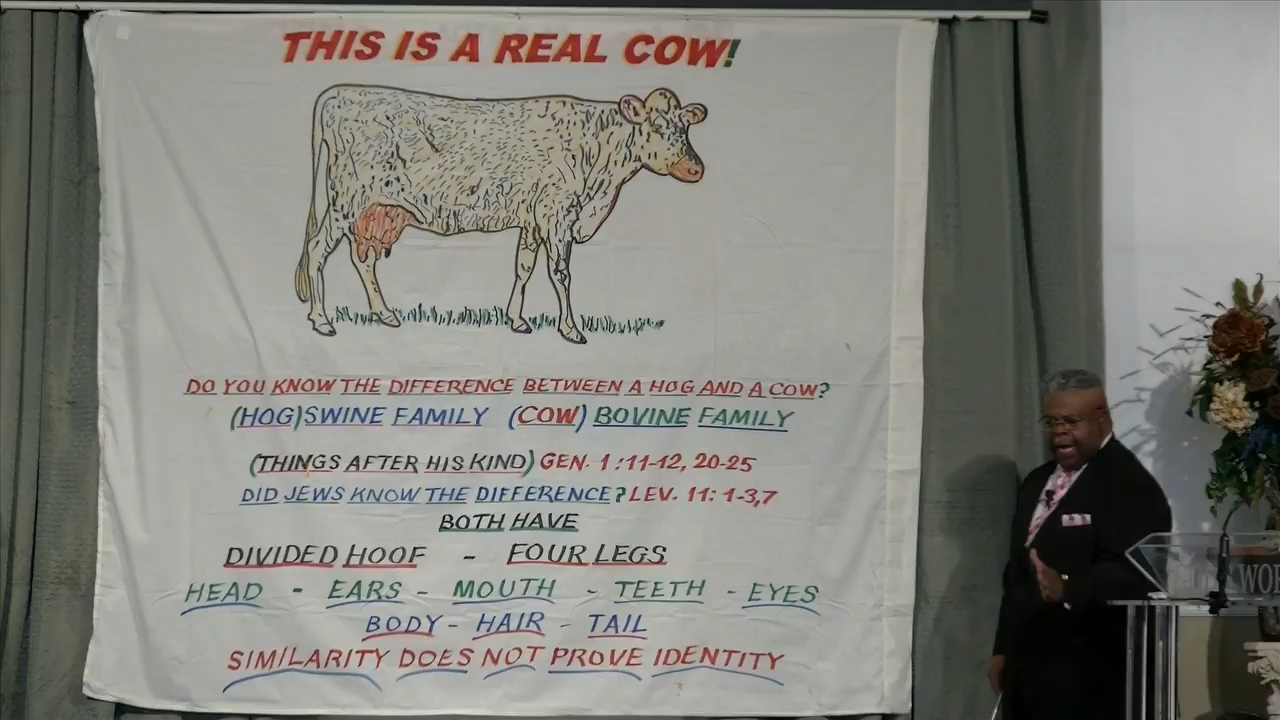 THIS IS A REAL COW!
DO YOU KNOW THE DIFFERENCE BETWEEN A HOG AND A COW?
(HOG)SWINE FAMILY (COW) BOVINE FAMILY
(THINGS AFTER HIS KIND) GEN. 1:11-12, 20-25
DID JEWS KNOW THE DIFFERENCE? LEV. 11:1-3,7
BOTH HAVE
DIVIDED HOOF - FOUR LEGS
HEAD - EARS - MOUTH - TEETH - EYES
BODY - HAIR - TAIL
SIMILARITY DOES NOT PROVE IDENTITY